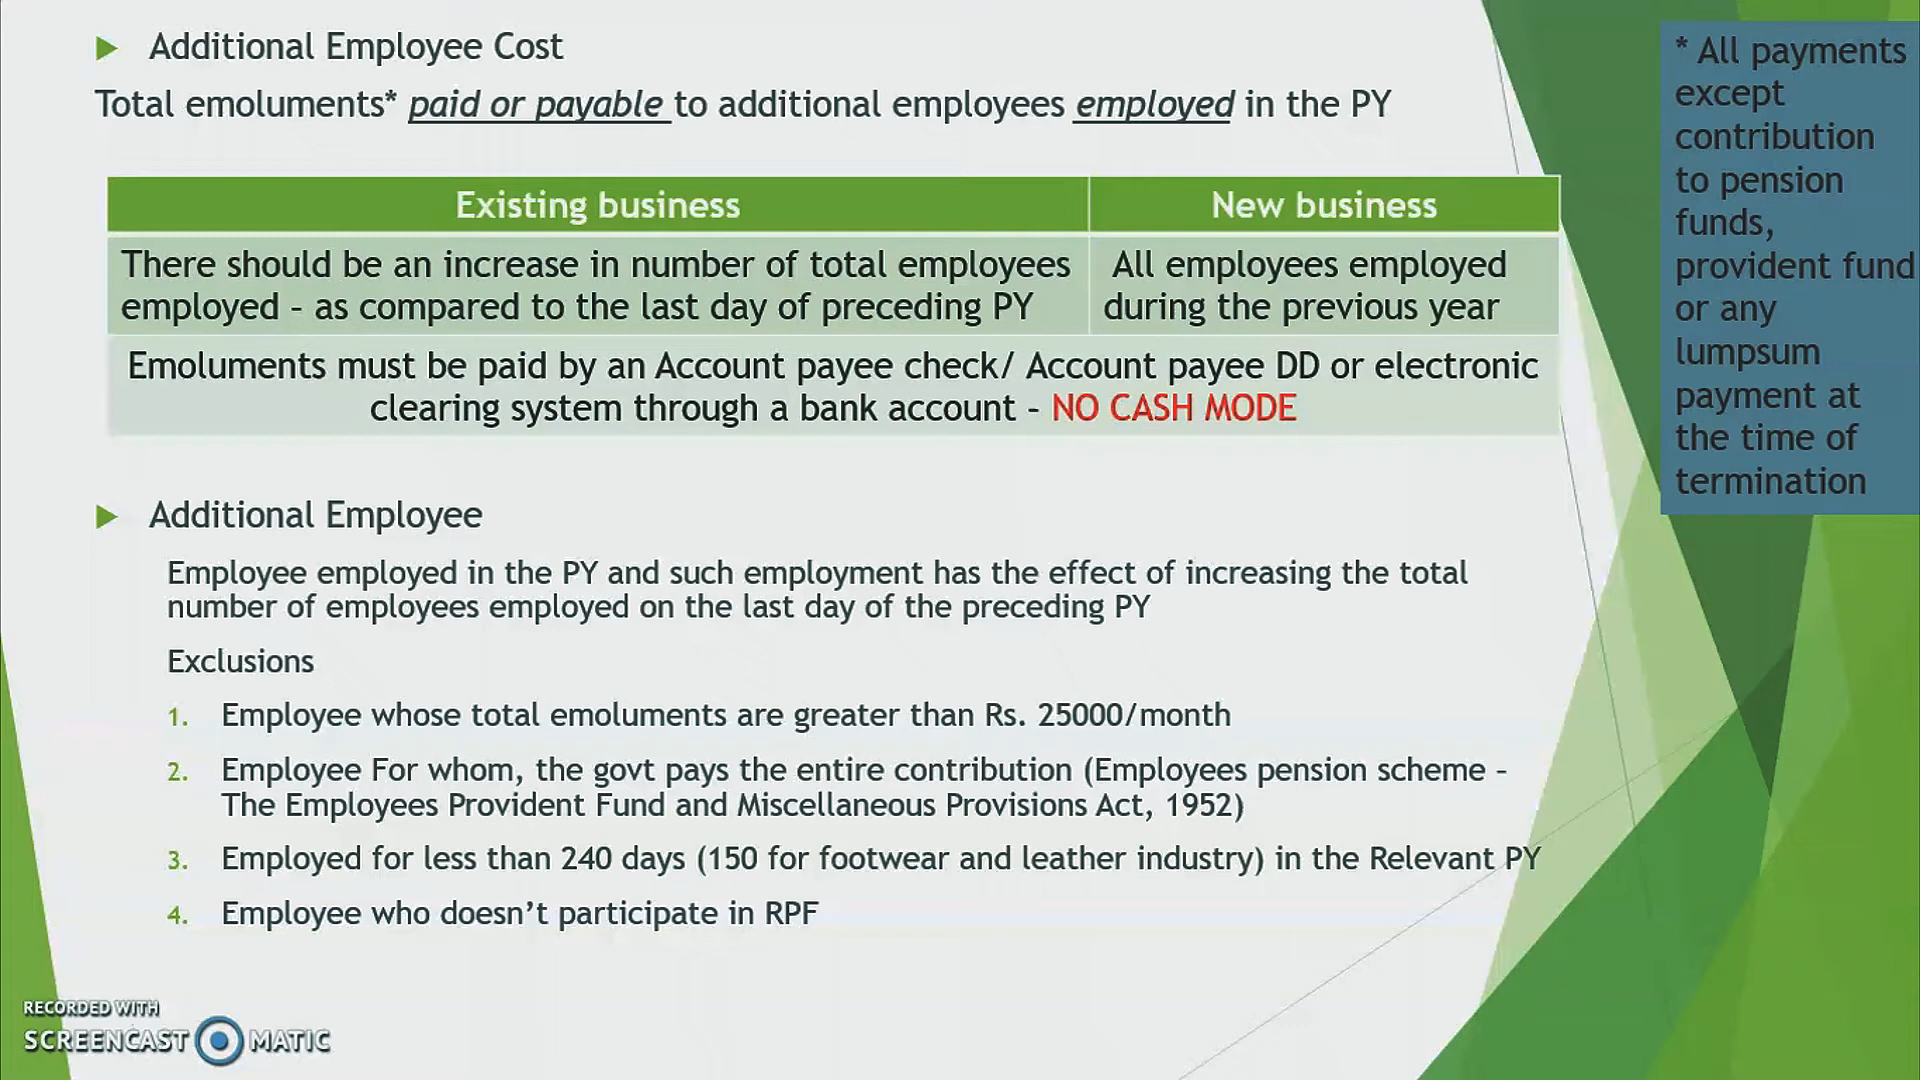 Additional Employee Cost
Total emoluments* paid or payable to additional employees employed in the PY
Existing business
New business
There should be an increase in number of total employees
employed – as compared to the last day of preceding PY
All employees employed
during the previous year
Emoluments must be paid by an Account payee check/ Account payee DD or electronic
clearing system through a bank account – NO CASH MODE
Additional Employee
Employee employed in the PY and such employment has the effect of increasing the total
number of employees employed on the last day of the preceding PY
Exclusions
1. Employee whose total emoluments are greater than Rs. 25000/month
2. Employee For whom, the govt pays the entire contribution (Employees pension scheme –
The Employees Provident Fund and Miscellaneous Provisions Act, 1952)
3. Employed for less than 240 days (150 for footwear and leather industry) in the Relevant PY
4. Employee who doesn't participate in RPF
* All payments
except
contribution
to pension
funds,
provident fund
or any
lumpsum
payment at
the time of
termination
RECORDED WITH
SCREENCAST MATIC